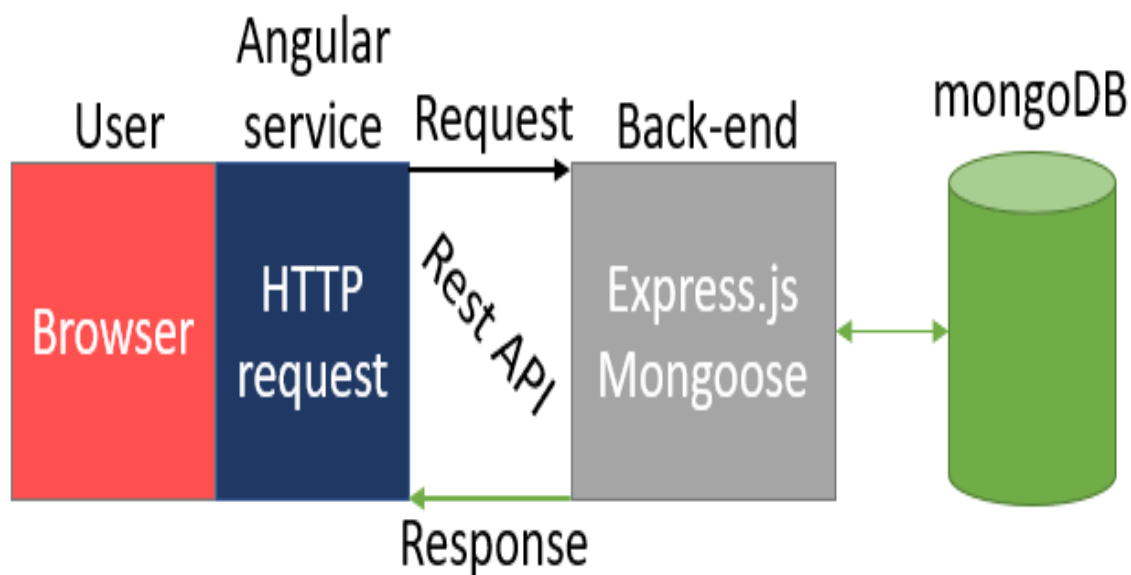 User
Angular
service
Request
Back-end
mongoDB
Browser
HTTP
request
Rest API
Express.js
Mongoose
Response